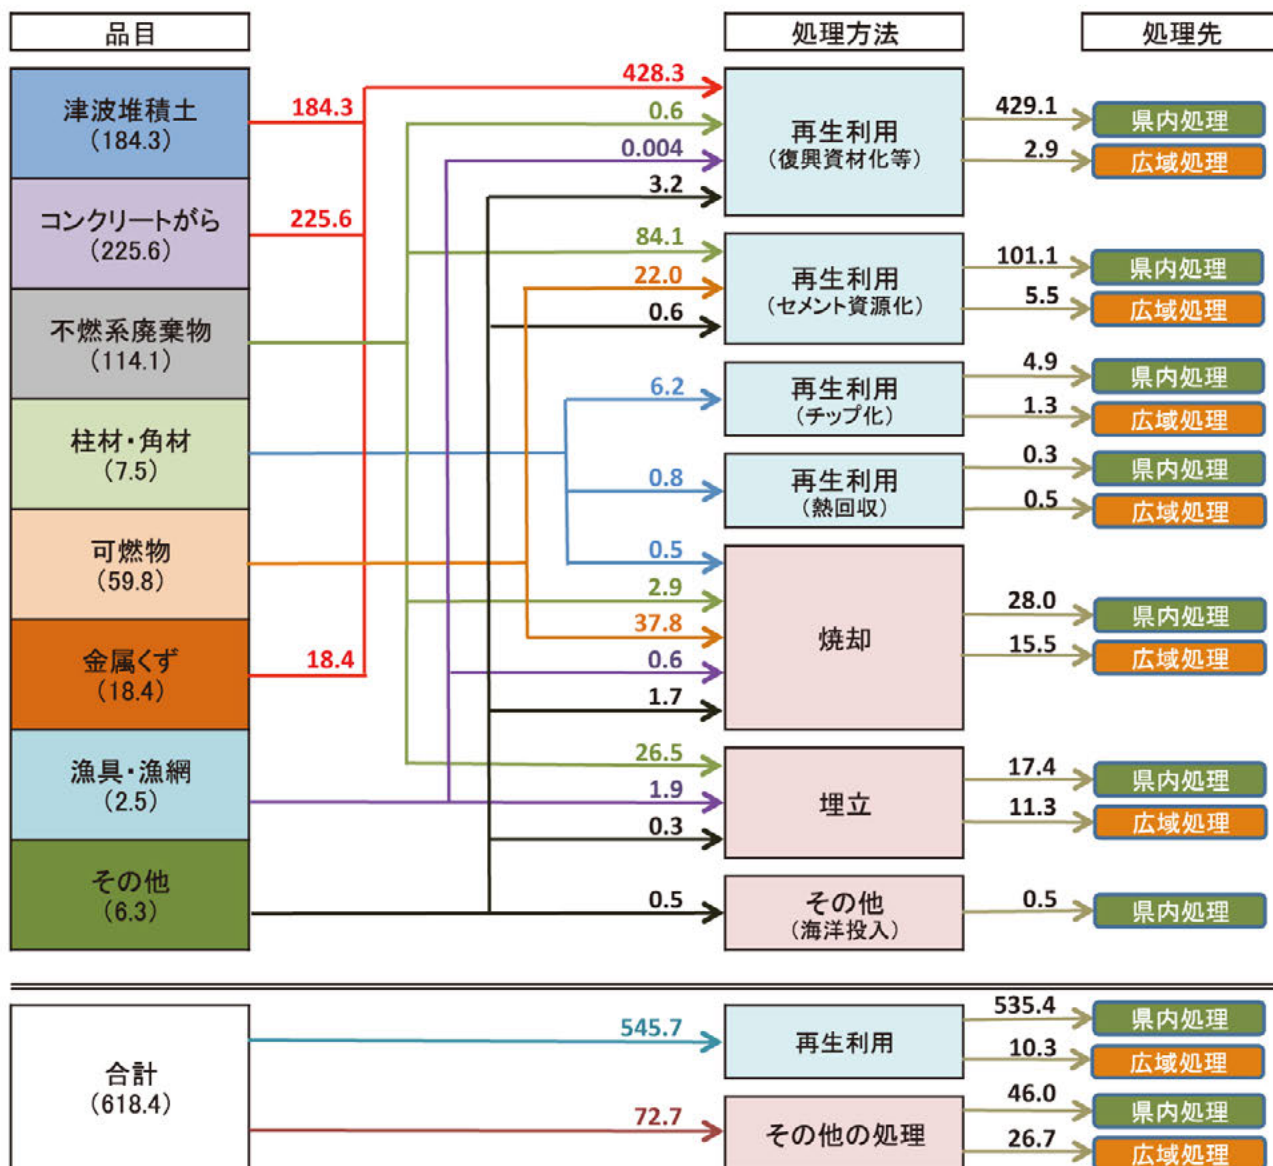 品目
処理方法
処理先
津波堆積土
(184.3)
184.3
コンクリートがら
(225.6)
225.6
不燃系廃棄物
(114.1)
柱材・角材
(7.5)
可燃物
(59.8)
金属くず
(18.4)
18.4
漁具・漁網
(2.5)
その他
(6.3)
428.3
0.6
0.004
3.2
再生利用
(復興資材化等)
429.1
県内処理
2.9
広域処理
84.1
22.0
0.6
再生利用
(セメント資源化)
101.1
県内処理
5.5
広域処理
6.2
再生利用
(チップ化)
4.9
県内処理
1.3
広域処理
0.8
再生利用
(熱回収)
0.3
県内処理
0.5
広域処理
0.5
2.9
37.8
0.6
1.7
焼却
28.0
県内処理
15.5
広域処理
26.5
1.9
0.3
埋立
17.4
県内処理
11.3
広域処理
0.5
その他
(海洋投入)
0.5
県内処理
合計
(618.4)
545.7
再生利用
535.4
県内処理
10.3
広域処理
72.7
その他の処理
46.0
県内処理
26.7
広域処理